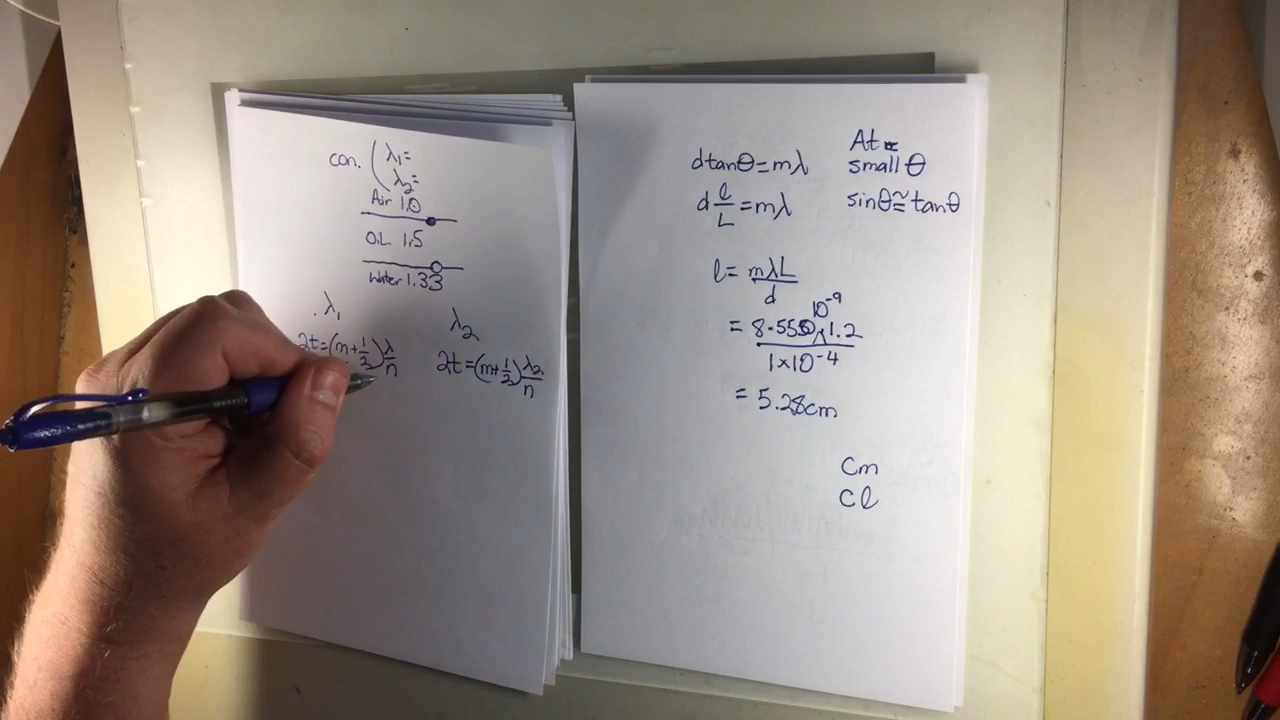 con. ( λ₁=
λ₂=
Air 1.0
OiL 1.5
Water 1.33
λ₁
2t=(m+1/2)λ/n
λ₂
2t=(m+1/2)λ₂/n
dtanθ=mλ
d l/L =mλ
At
small θ
sinθ≃tanθ
l= mλL/d
= 8·550 10⁻⁹ 1.2 / 1×10⁻⁴
= 5.28cm
Cm
Cl